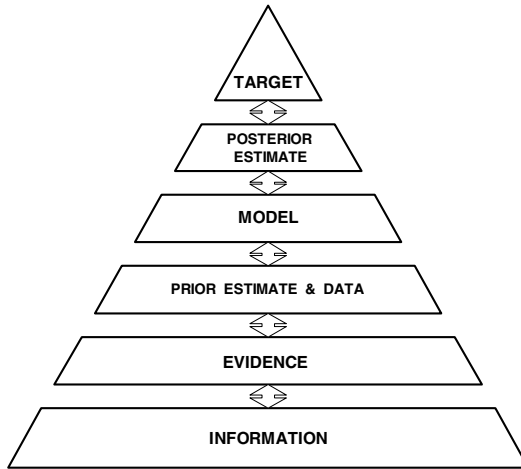 TARGET
POSTERIOR
ESTIMATE
MODEL
PRIOR ESTIMATE & DATA
EVIDENCE
INFORMATION